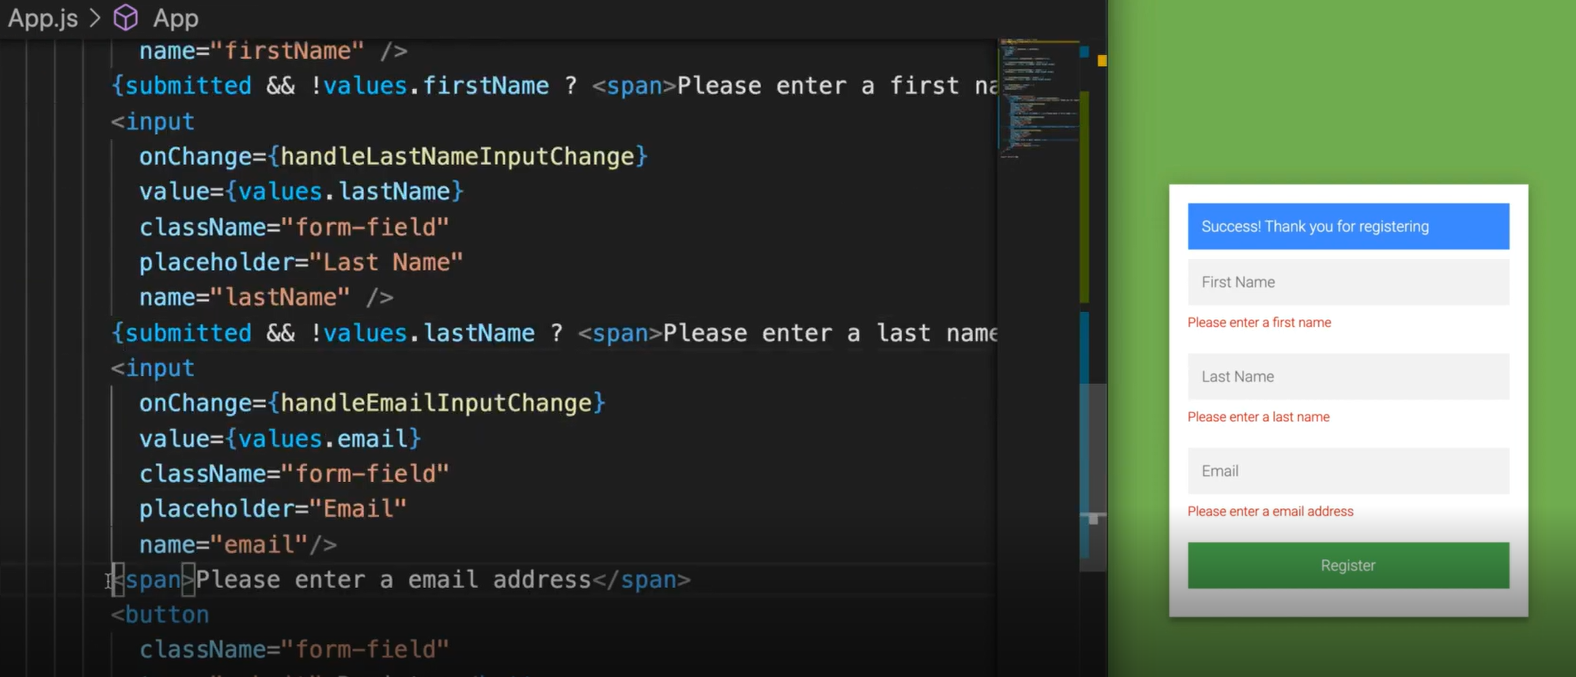 App.js > App
name="firstName" />
{submitted && !values.firstName ? <span>Please enter a first na
<input
onChange={handleLastNameInputChange}
value={values.lastName}
className="form-field"
placeholder="Last Name"
name="lastName" />
{submitted && !values.lastName ? <span>Please enter a last name
<input
onChange={handleEmailInputChange}
value={values.email}
className="form-field"
placeholder="Email"
name="email"/>
<span>Please enter a email address</span>
<button
className="form-field"
Success! Thank you for registering
First Name
Please enter a first name
Last Name
Please enter a last name
Email
Please enter a email address
Register